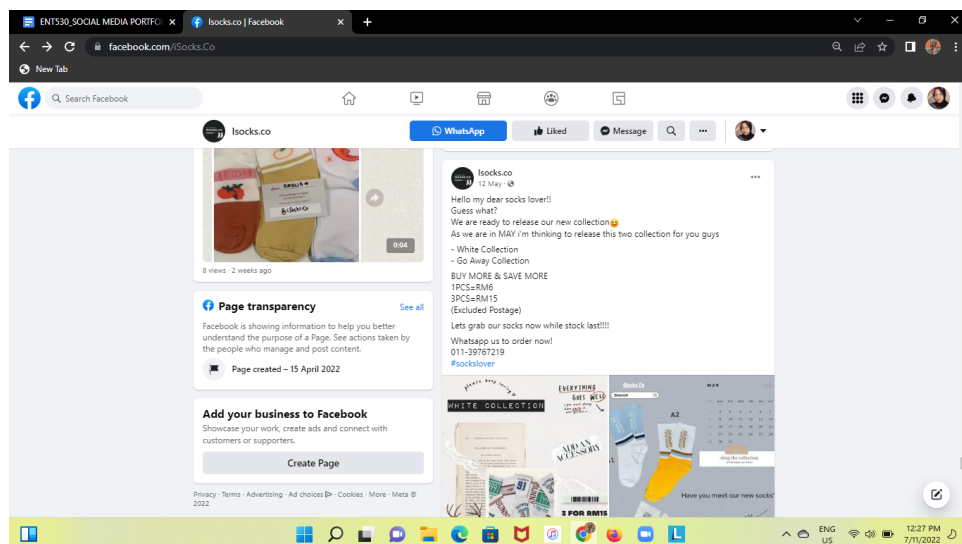 ENT530_SOCIAL MEDIA PORTFO
Isocks.co | Facebook
facebook.com/iSocks.Co
New Tab
Search Facebook
Isocks.co
WhatsApp
Liked
Message
0:04
8 views · 2 weeks ago
Page transparency
See all
Facebook is showing information to help you better
understand the purpose of a Page. See actions taken by
the people who manage and post content.
Page created – 15 April 2022
Add your business to Facebook
Showcase your work, create ads and connect with
customers or supporters.
Create Page
Privacy · Terms · Advertising · Ad choices · Cookies · More · Meta ©
2022
Isocks.co
12 May
Hello my dear socks lover!!
Guess what?
We are ready to release our new collection😆
As we are in MAY i'm thinking to release this two collection for you guys
- White Collection
- Go Away Collection
BUY MORE & SAVE MORE
1PCS=RM6
3PCS=RM15
(Excluded Postage)
Lets grab our socks now while stock last!!!!
Whatsapp us to order now!
011-39767219
#sockslover
WHITE COLLECTION
EVERYTHING
GOES WELL
ADD AN
ACCESSORY
3 FOR RM15
Search
MAY
A2
shop the collection
Have you meet our new socks?
ENG
US
12:27 PM
7/11/2022